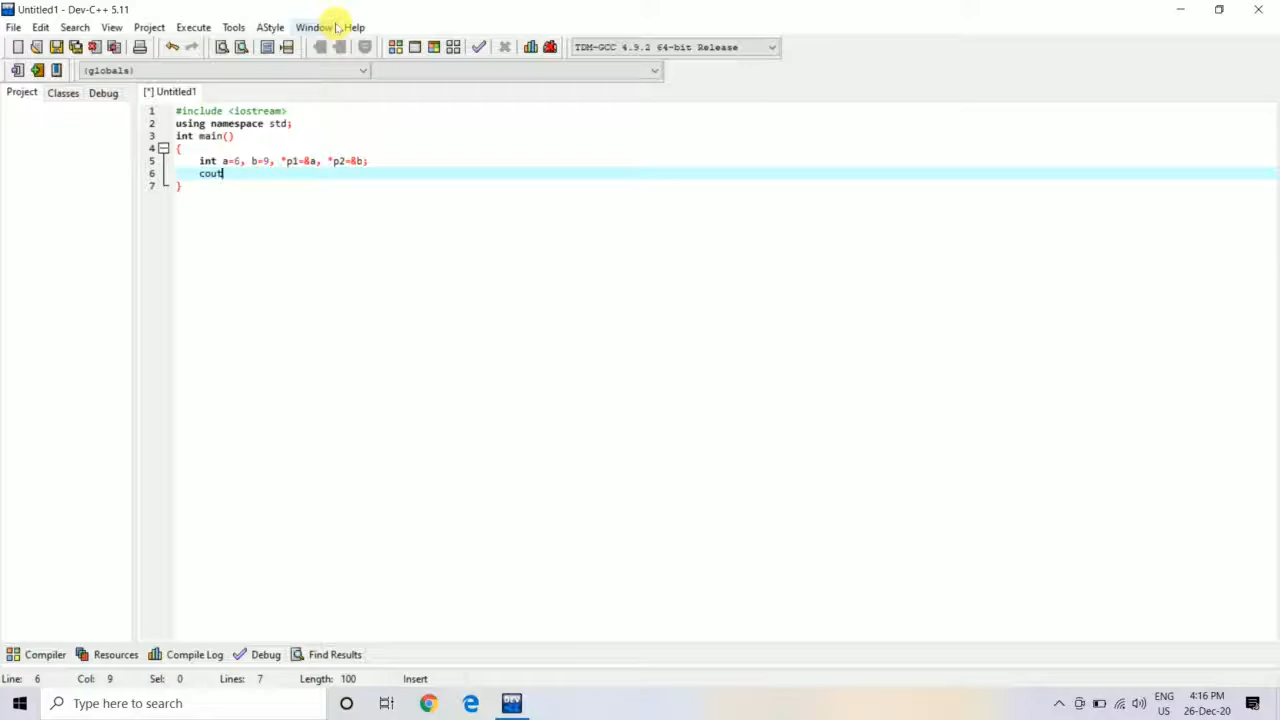 Untitled1 - Dev-C++ 5.11
File Edit Search View Project Execute Tools AStyle Window Help
TDM-GCC 4.9.2 64-bit Release
(globals)
Project Classes Debug
[*] Untitled1
1 #include <iostream>
2 using namespace std;
3 int main()
4 {
5 int a=6, b=9, *p1=&a, *p2=&b;
6 cout
7 }
Compiler Resources Compile Log Debug Find Results
Line: 6 Col: 9 Sel: 0 Lines: 7 Length: 100 Insert
Type here to search
DEV
ENG
US
4:16 PM
26-Dec-20